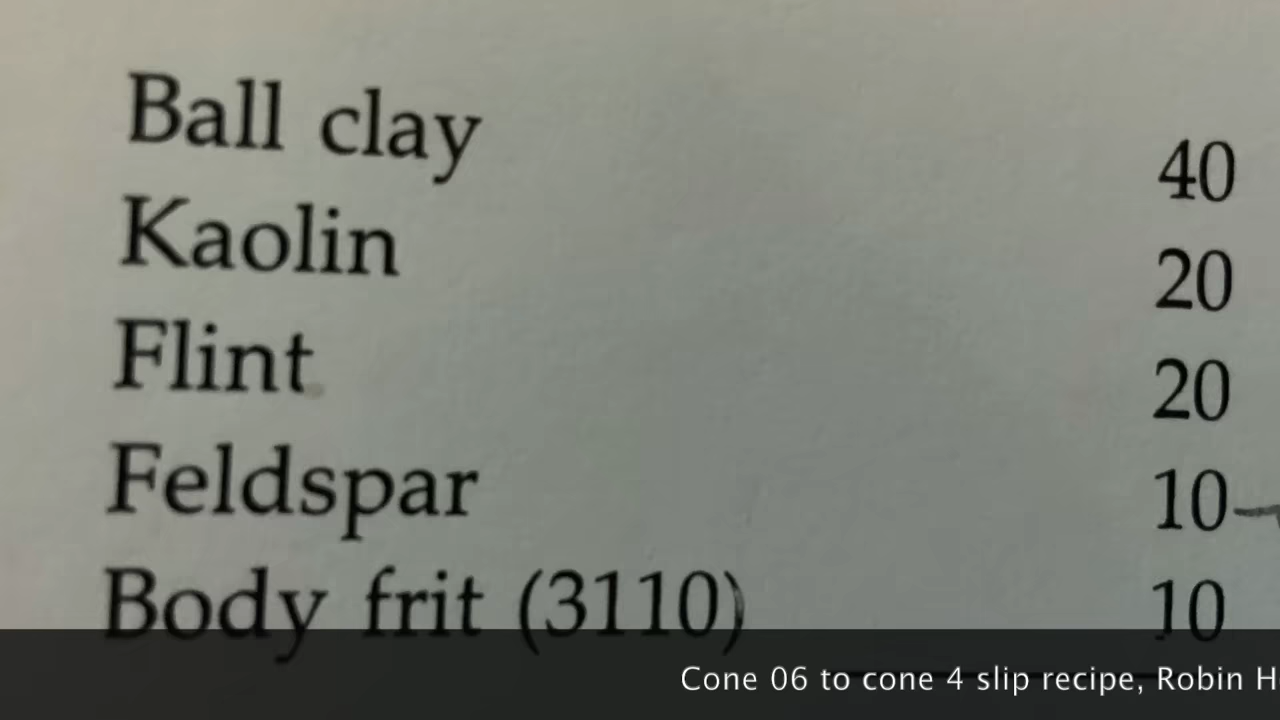 Ball clay 40
Kaolin 20
Flint 20
Feldspar 10
Body frit (3110) 10
Cone 06 to cone 4 slip recipe, Robin